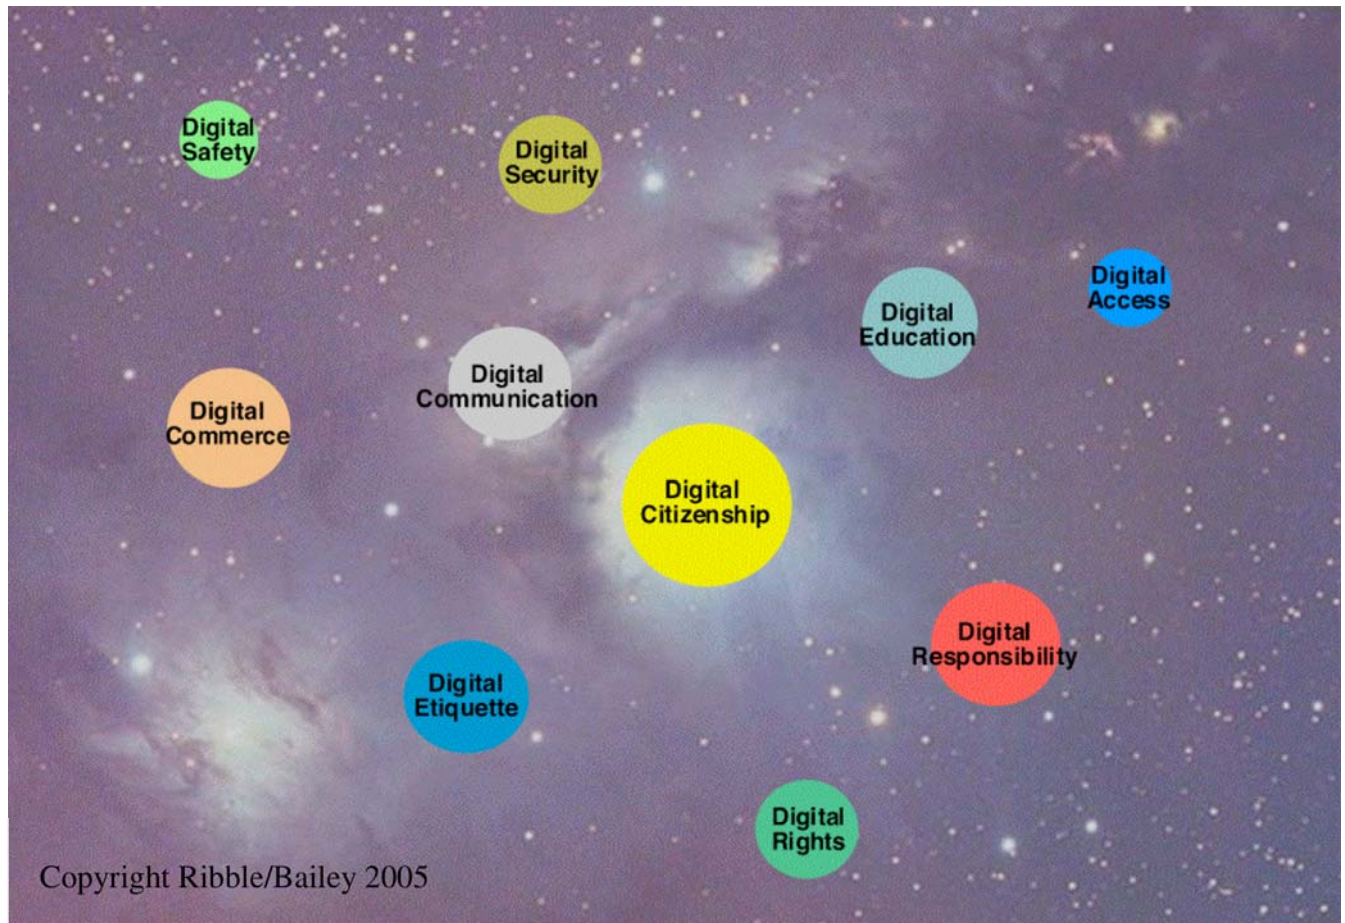 Digital
Safety
Digital
Security
Digital
Access
Digital
Education
Digital
Communication
Digital
Commerce
Digital
Citizenship
Digital
Responsibility
Digital
Etiquette
Digital
Rights
Copyright Ribble/Bailey 2005